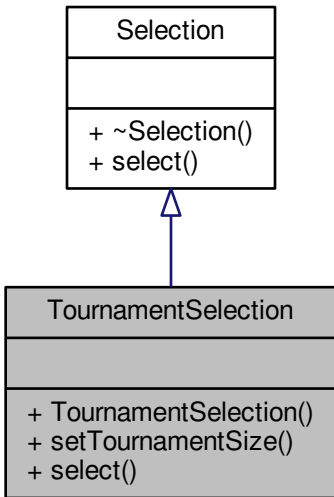 Selection
+ ~Selection()
+ select()
TournamentSelection
+ TournamentSelection()
+ setTournamentSize()
+ select()